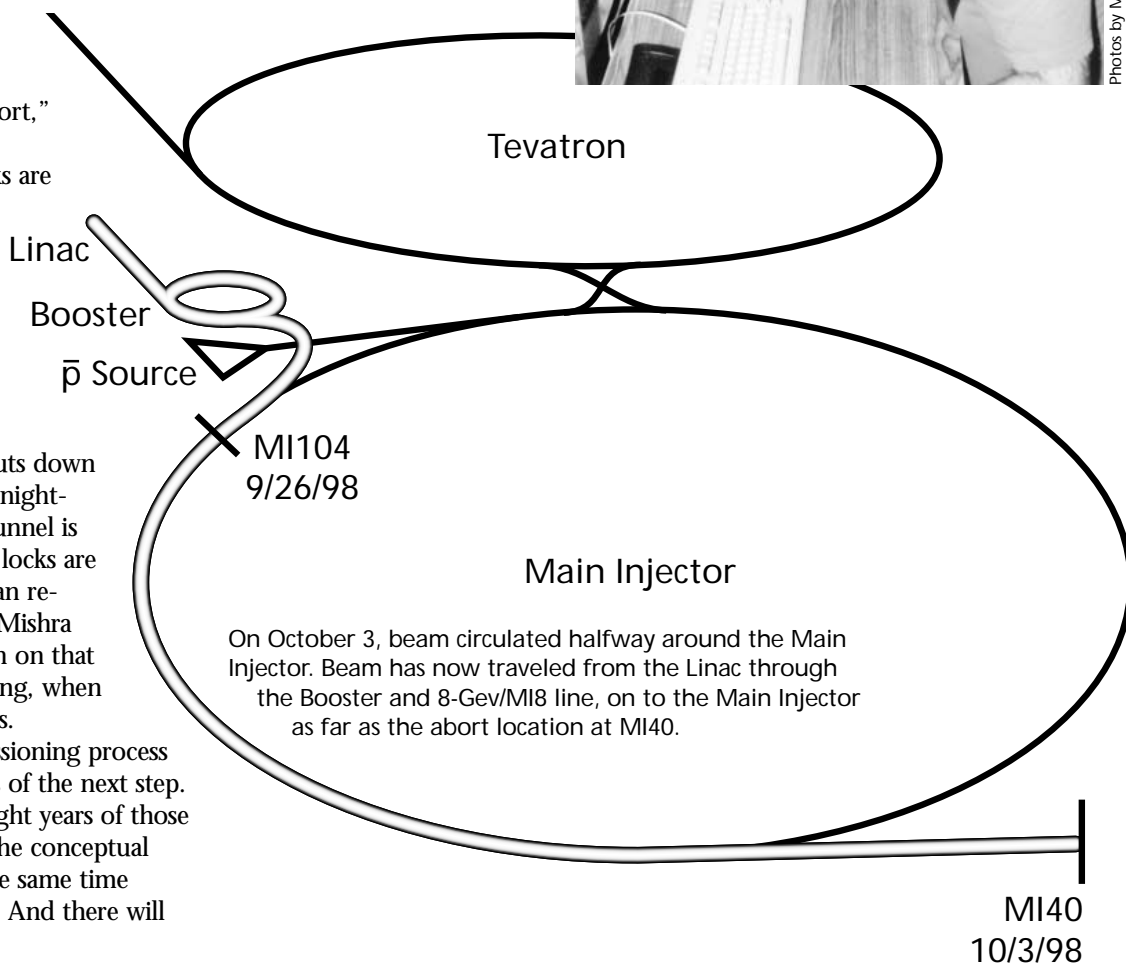 Photos by
ort,”
s are
Tevatron
Linac
Booster
p̄ Source
MI104
9/26/98
uts down
night-
unnel is
locks are
an re-
Mishra
n on that
ng, when
s.
ssioning process
of the next step.
ght years of those
he conceptual
e same time
And there will
Main Injector
On October 3, beam circulated halfway around the Main
Injector. Beam has now traveled from the Linac through
the Booster and 8-Gev/MI8 line, on to the Main Injector
as far as the abort location at MI40.
MI40
10/3/98